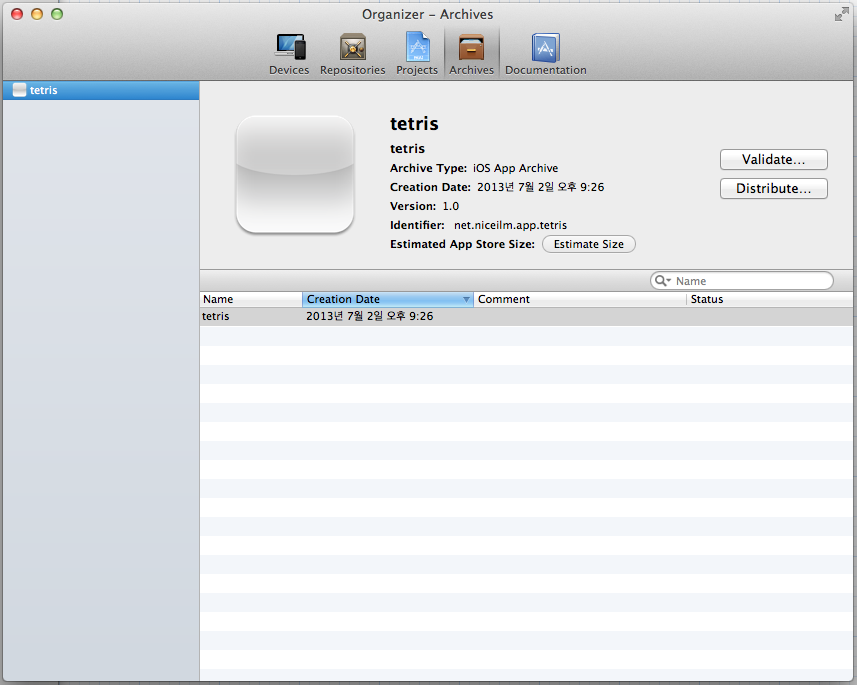 Organizer – Archives
Devices Repositories Projects Archives Documentation
tetris
tetris
tetris
Archive Type: iOS App Archive
Creation Date: 2013년 7월 2일 오후 9:26
Version: 1.0
Identifier: net.niceilm.app.tetris
Estimated App Store Size: Estimate Size
Validate...
Distribute...
Name
Name Creation Date Comment Status
tetris 2013년 7월 2일 오후 9:26